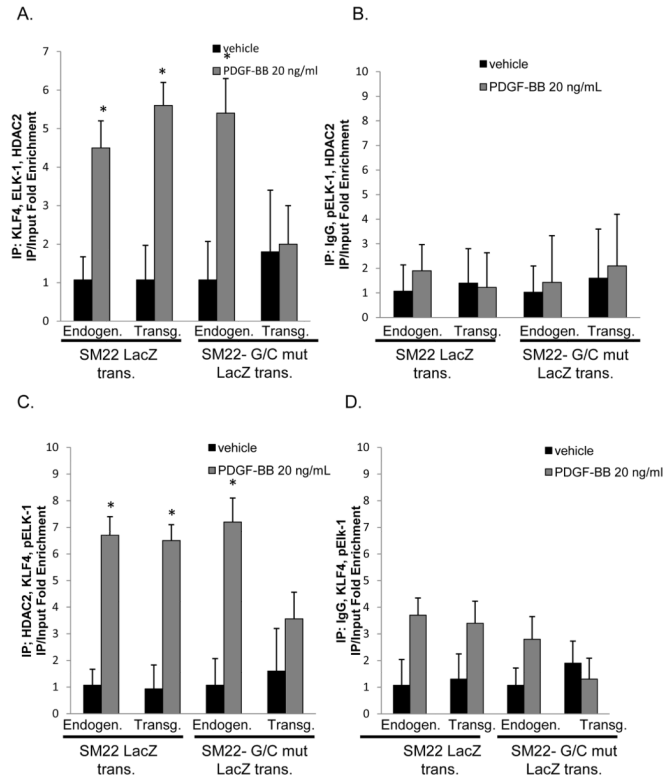 A.
vehicle
PDGF-BB 20 ng/ml
IP: KLF4, ELK-1, HDAC2
IP/Input Fold Enrichment
7
6
5
4
3
2
1
0
* * *
Endogen. Transg. Endogen. Transg.
SM22 LacZ trans.
SM22- G/C mut LacZ trans.
B.
vehicle
PDGF-BB 20 ng/mL
IP: IgG, pELK-1, HDAC2
IP/Input Fold Enrichment
10
9
8
7
6
5
4
3
2
1
0
Endogen. Transg. Endogen. Transg.
SM22 LacZ trans.
SM22- G/C mut LacZ trans.
C.
vehicle
PDGF-BB 20 ng/mL
IP; HDAC2, KLF4, pELK-1
IP/Input Fold Enrichment
10
9
8
7
6
5
4
3
2
1
0
* * *
Endogen. Transg. Endogen. Transg.
SM22 LacZ trans.
SM22- G/C mut LacZ trans.
D.
vehicle
PDGF-BB 20 ng/ml
IP: IgG, KLF4, pElk-1
IP/Input Fold Enrichment
10
9
8
7
6
5
4
3
2
1
0
Endogen. Transg. Endogen. Transg.
SM22 LacZ trans.
SM22- G/C mut LacZ trans.